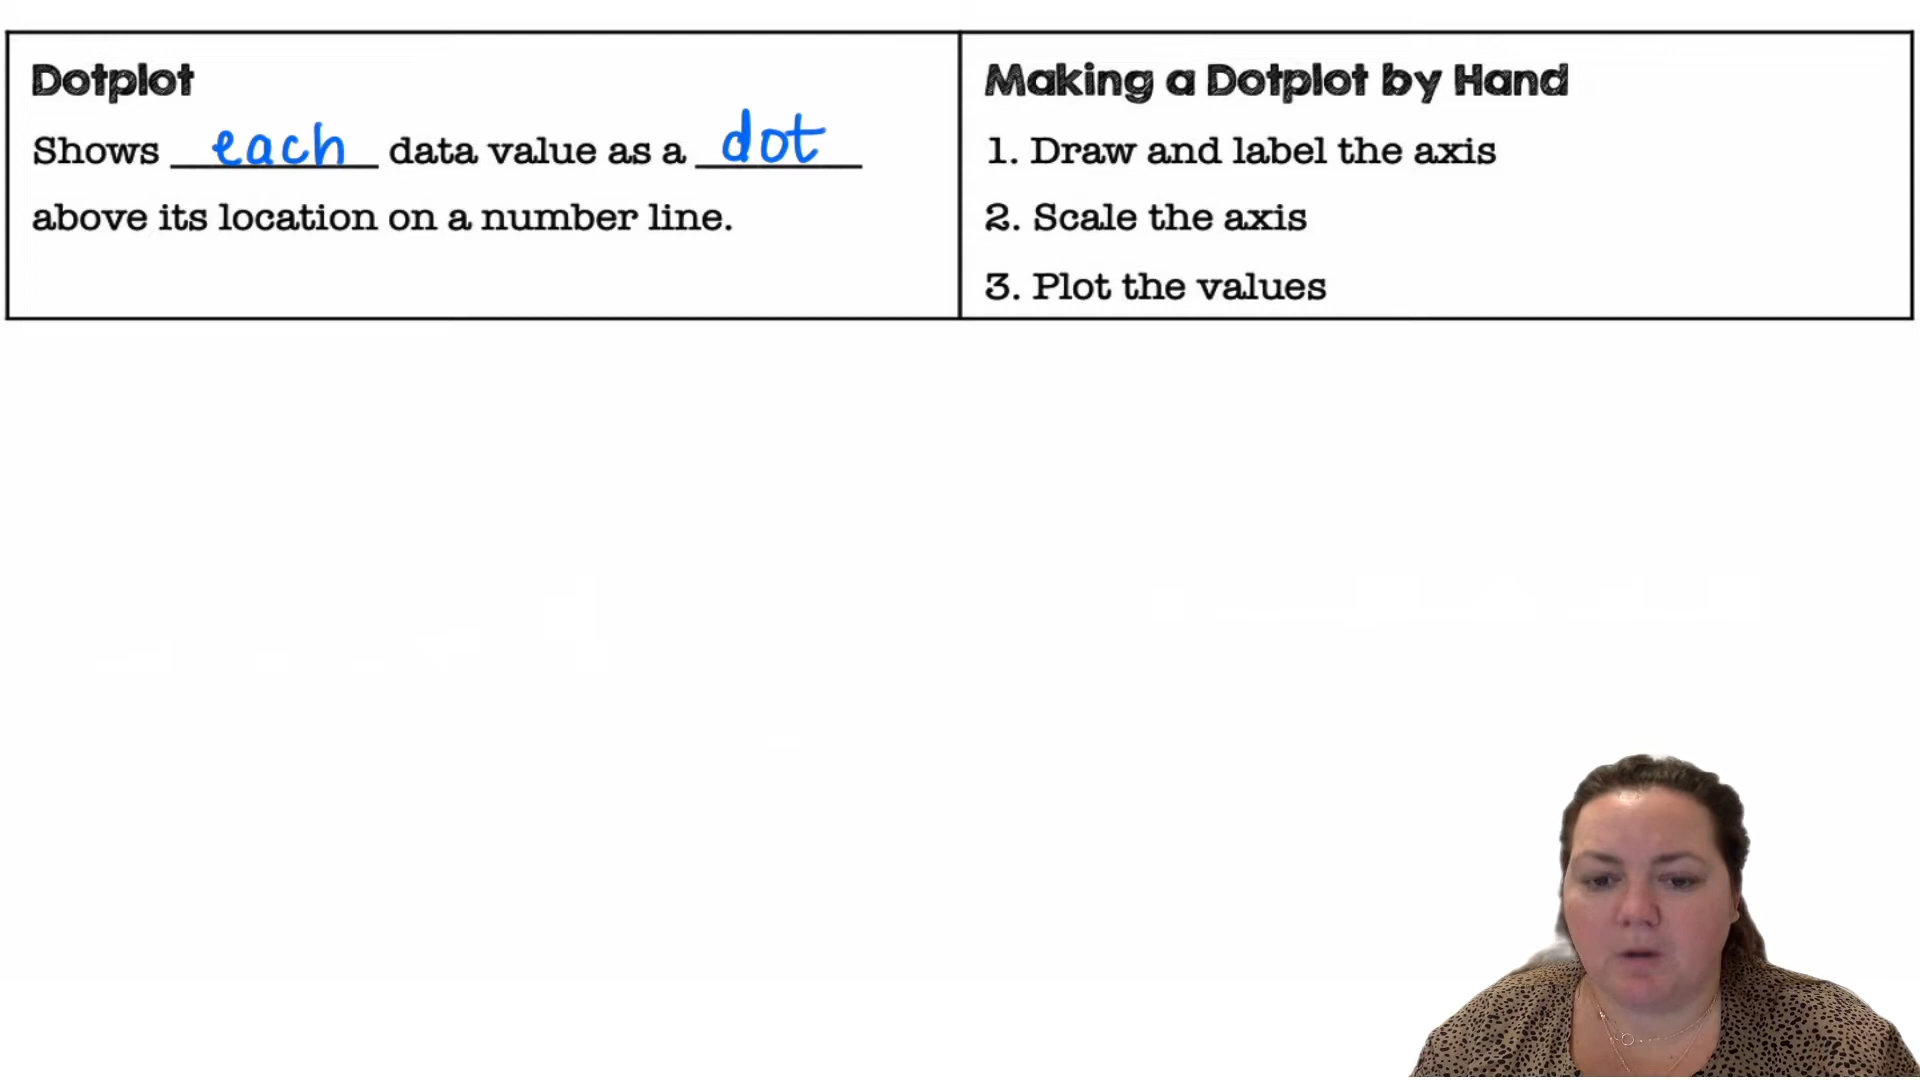 Dotplot
Shows each data value as a dot
above its location on a number line.
Making a Dotplot by Hand
1. Draw and label the axis
2. Scale the axis
3. Plot the values